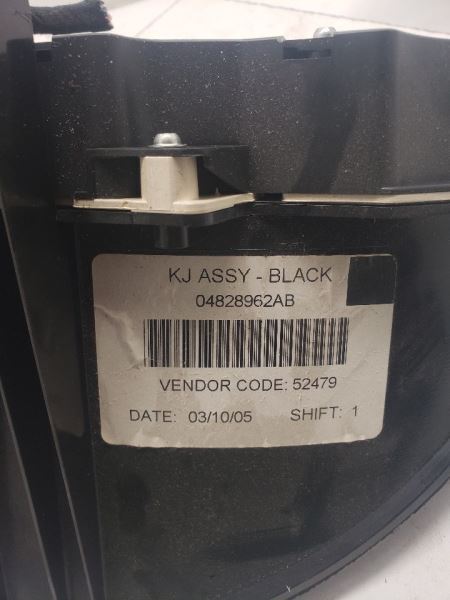 KJ ASSY - BLACK
04828962AB
VENDOR CODE: 52479
DATE: 03/10/05 SHIFT: 1